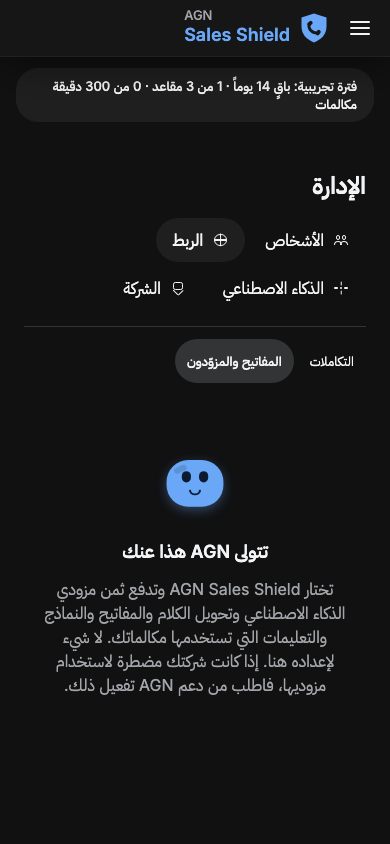 AGN
Sales Shield
فترة تجريبية: باقٍ 14 يوماً · 1 من 3 مقاعد · 0 من 300 دقيقة
مكالمات
الإدارة
الأشخاص
الربط
الذكاء الاصطناعي
الشركة
التكاملات
المفاتيح والمزوّدون
تتولى AGN هذا عنك
تختار AGN Sales Shield وتدفع ثمن مزودي
الذكاء الاصطناعي وتحويل الكلام والمفاتيح والنماذج
والتعليمات التي تستخدمها مكالماتك. لا شيء
لإعداده هنا. إذا كانت شركتك مضطرة لاستخدام
مزوديها، فاطلب من دعم AGN تفعيل ذلك.